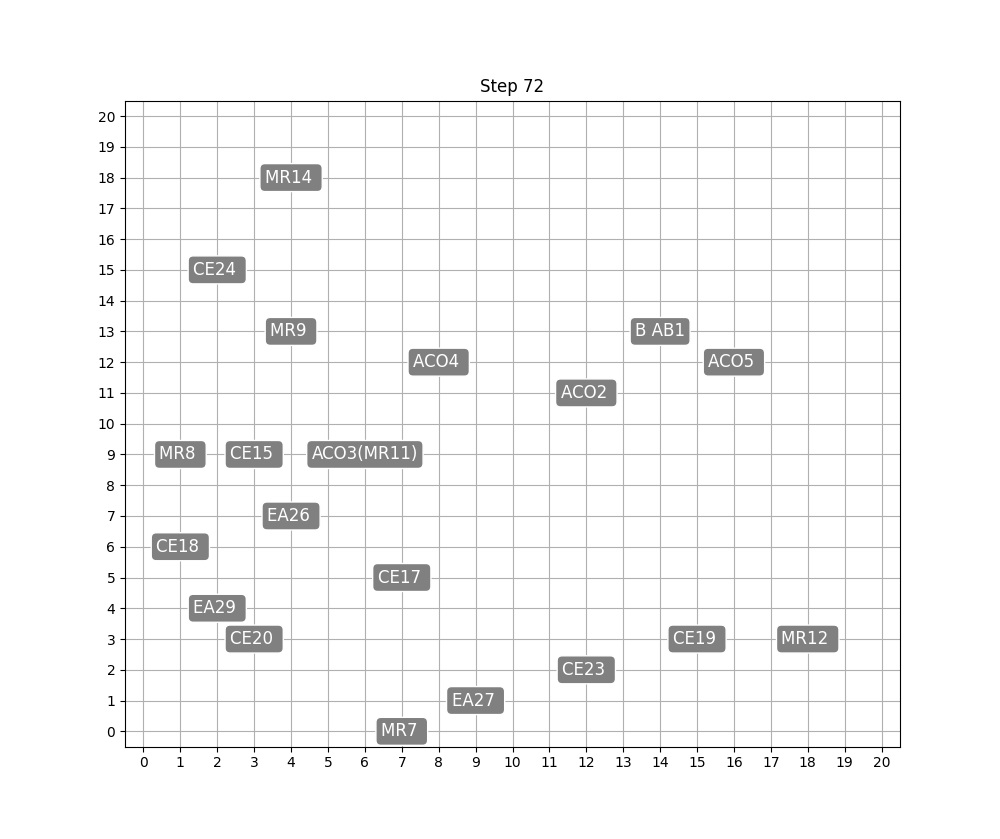 Step 72
20
19
18
MR14
17
16
15
CE24
14
13
MR9
B AB1
12
ACO4
ACO5
11
ACO2
10
9
MR8
CE15
ACO3(MR11)
8
7
EA26
6
CE18
5
CE17
4
EA29
3
CE20
CE19
MR12
2
CE23
1
EA27
0
MR7
0 1 2 3 4 5 6 7 8 9 10 11 12 13 14 15 16 17 18 19 20